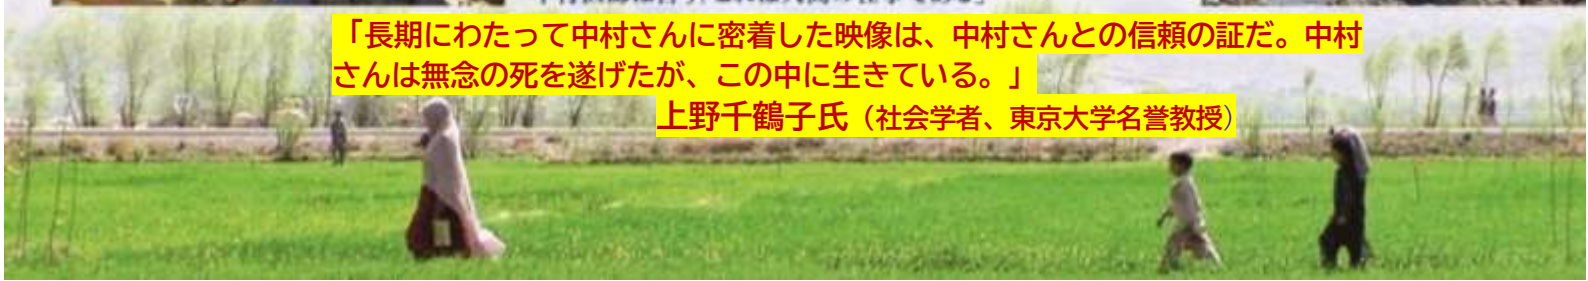 「長期にわたって中村さんに密着した映像は、中村さんとの信頼の証だ。中村
さんは無念の死を遂げたが、この中に生きている。」
上野千鶴子氏（社会学者、東京大学名誉教授）